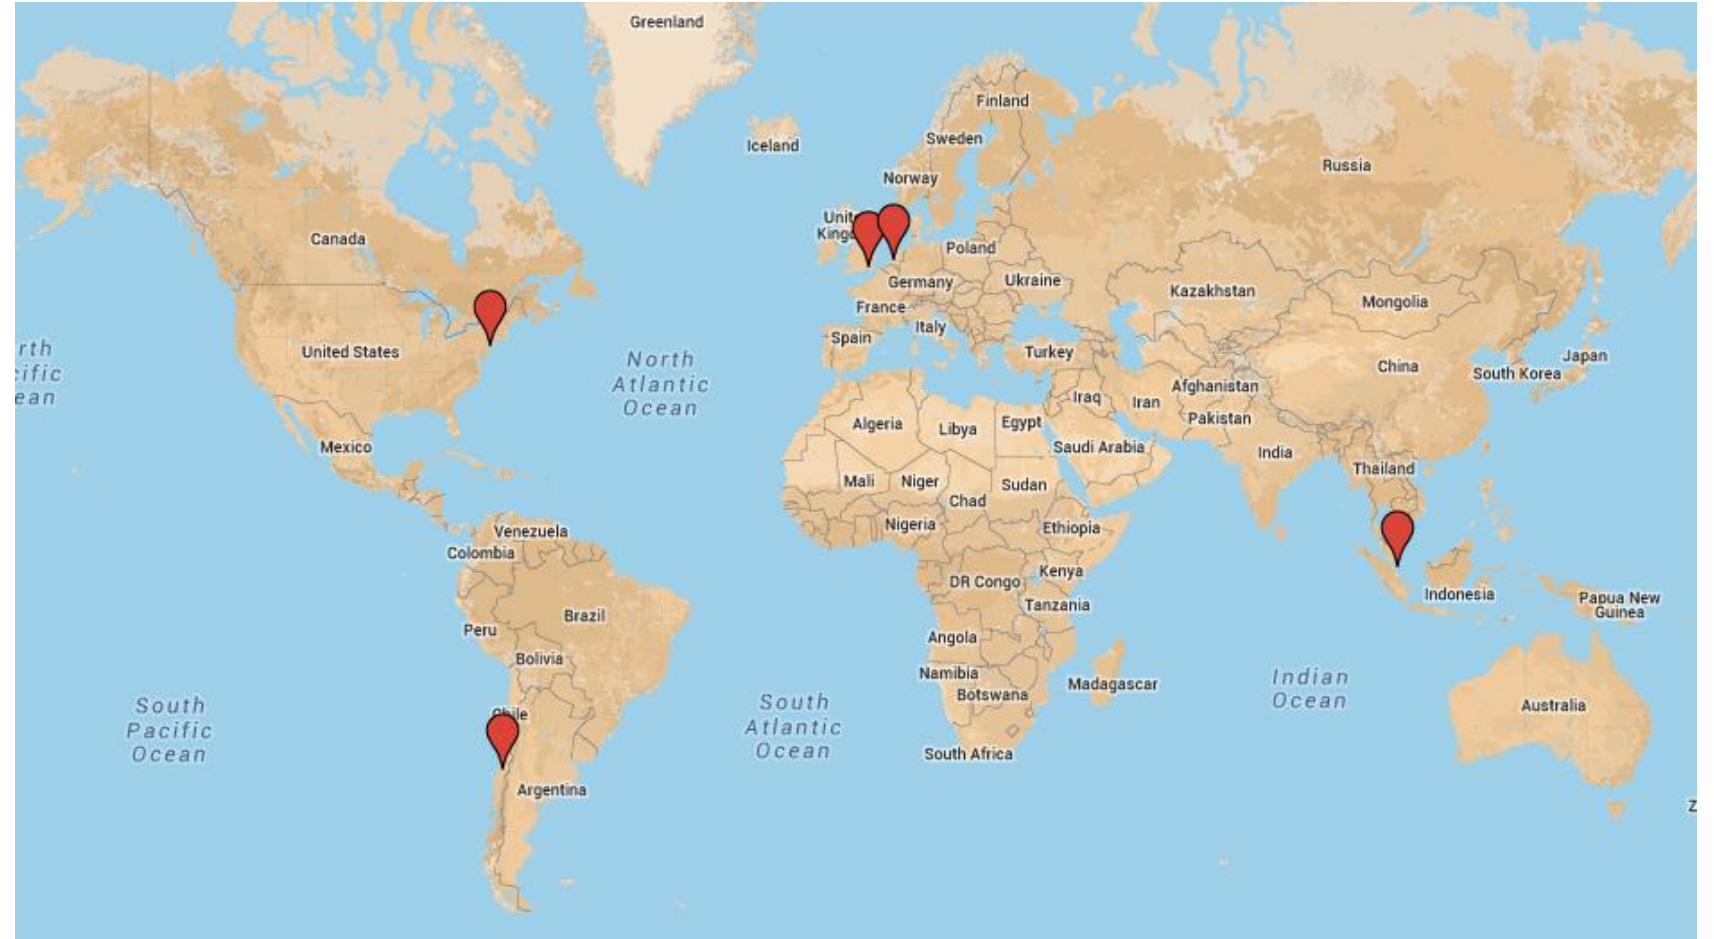 Greenland
Finland
Iceland
Sweden
Russia
Norway
Canada
Poland
Germany
Ukraine
Kazakhstan
Mongolia
France
Italy
Spain
United States
Turkey
Japan
South Korea
China
North
Atlantic
Ocean
Afghanistan
Iraq
Iran
Pakistan
Algeria
Libya
Egypt
Saudi Arabia
India
Mexico
Thailand
Mali
Niger
Sudan
Chad
Nigeria
Ethiopia
Venezuela
Colombia
Kenya
DR Congo
Indonesia
Papua New
Guinea
Tanzania
Brazil
Peru
Angola
Bolivia
Namibia
Botswana
Madagascar
Indian
Ocean
South
Pacific
Ocean
South
Atlantic
Ocean
Australia
South Africa
Argentina